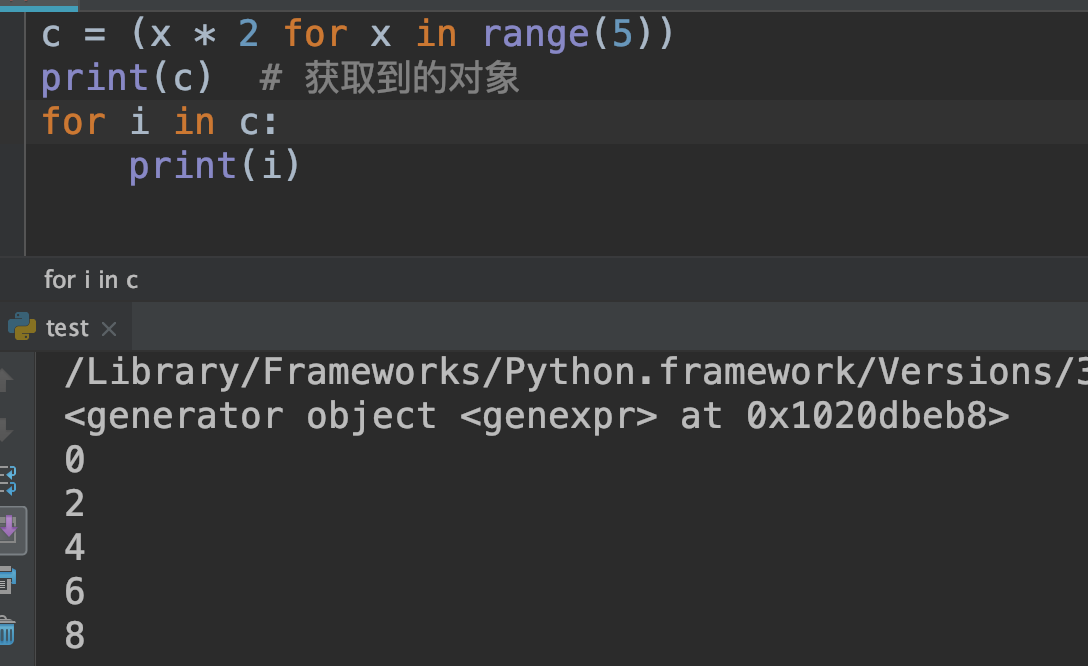 c = (x * 2 for x in range(5))
print(c)  # 获取到的对象
for i in c:
    print(i)
for i in c
test
/Library/Frameworks/Python.framework/Versions/3
<generator object <genexpr> at 0x1020dbeb8>
0
2
4
6
8